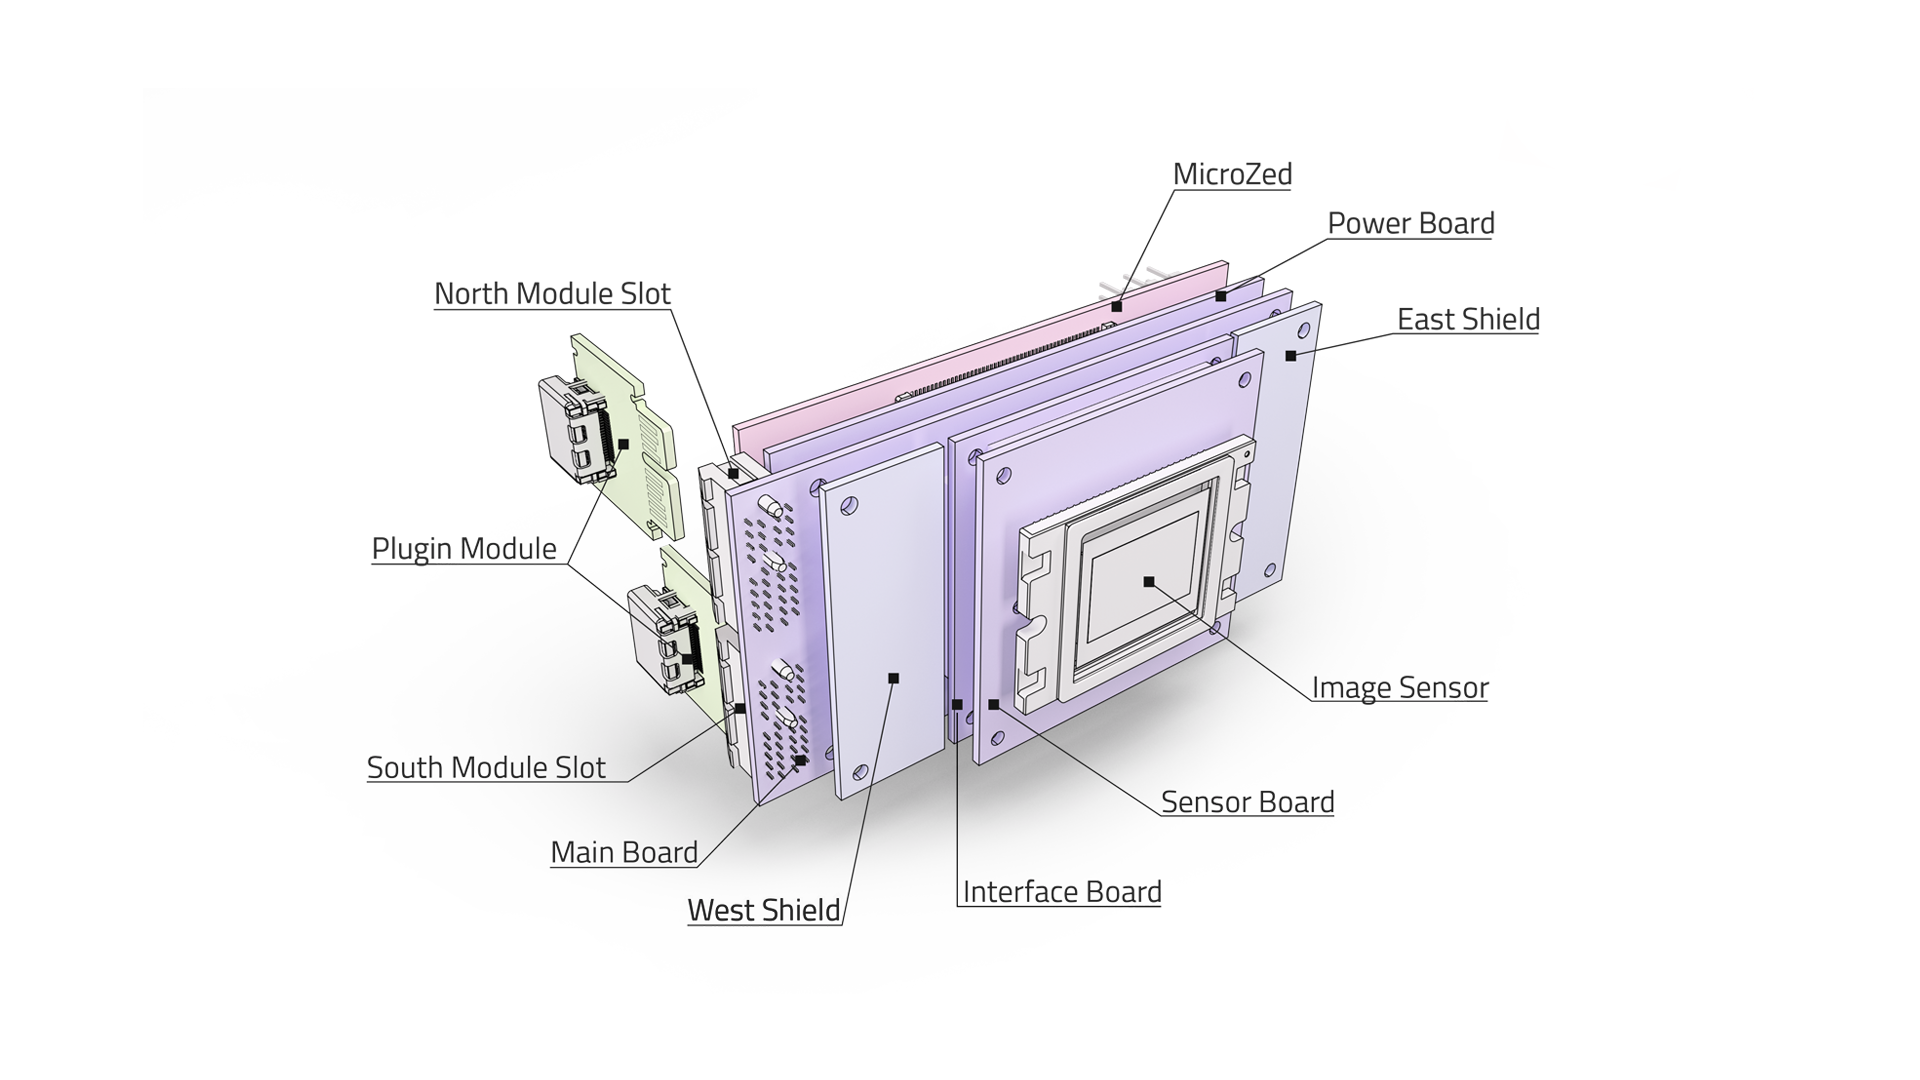 MicroZed
Power Board
North Module Slot
East Shield
Plugin Module
Image Sensor
South Module Slot
Sensor Board
Main Board
Interface Board
West Shield